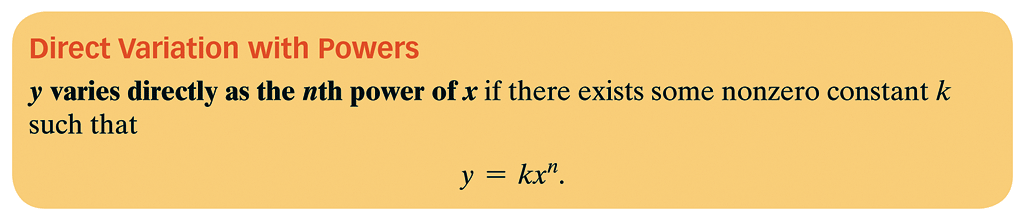 Direct Variation with Powers
y varies directly as the nth power of x if there exists some nonzero constant k
such that
y = kxⁿ.